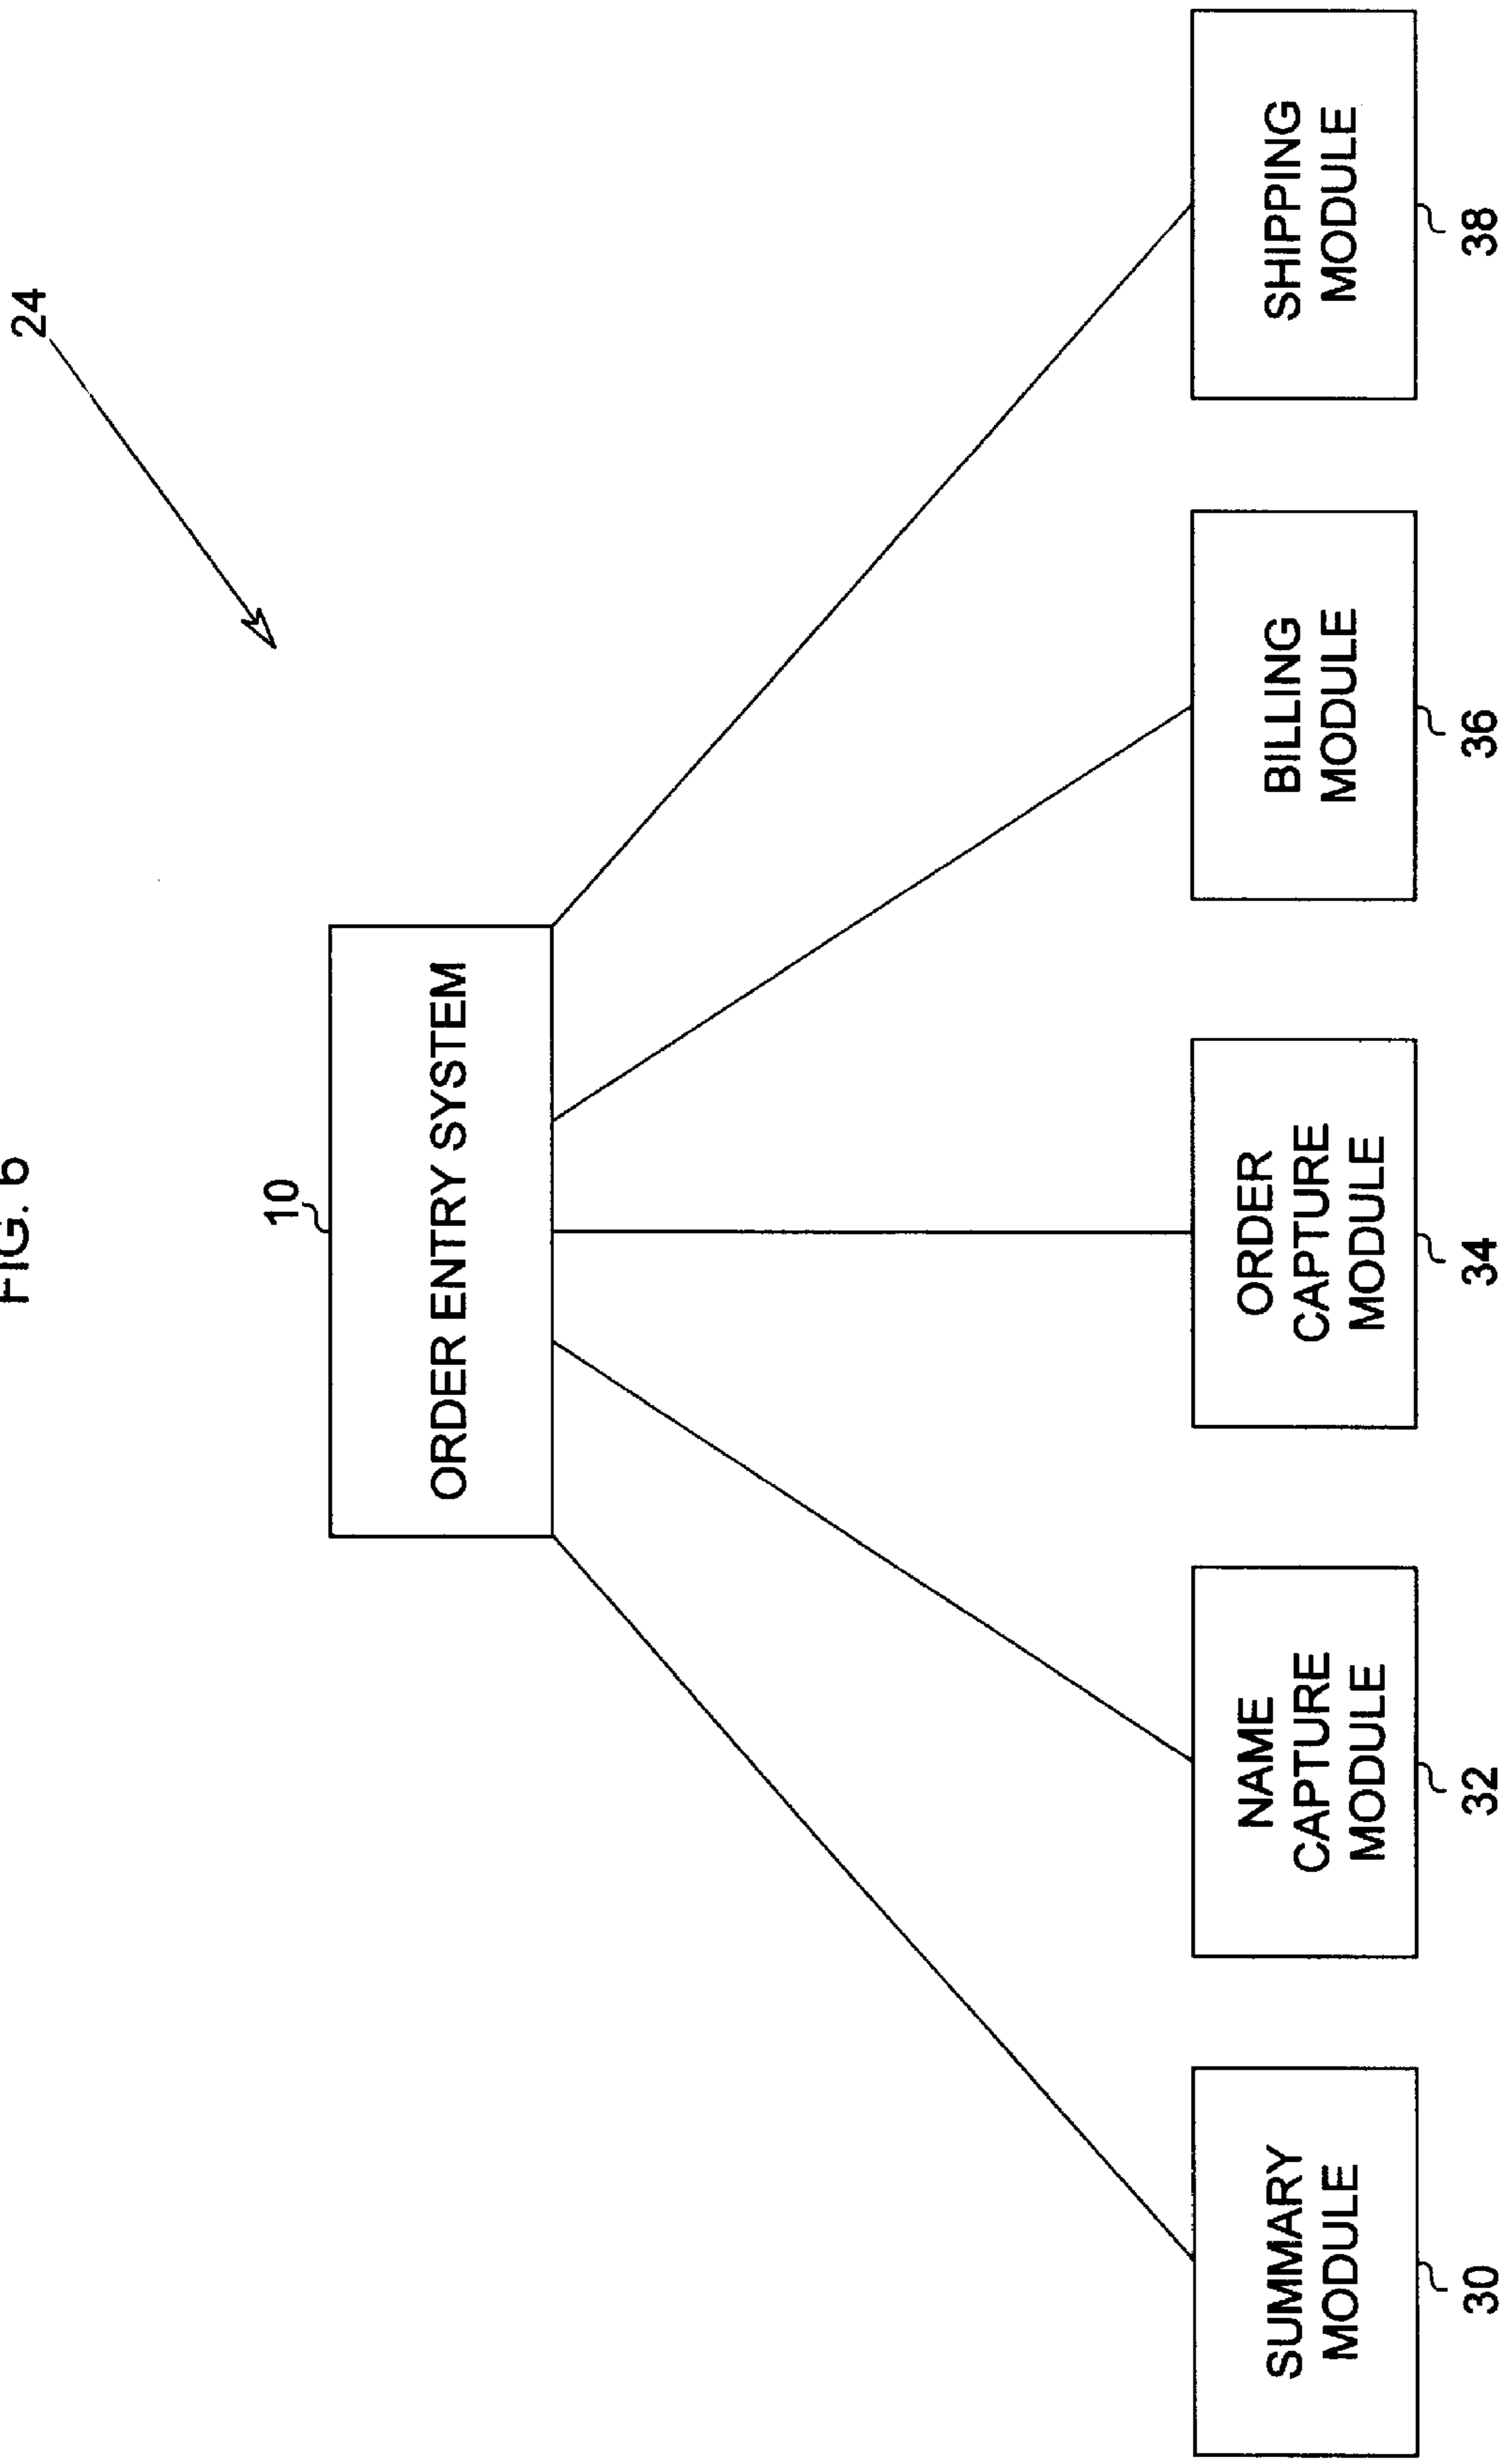 FIG. 6
24
10
ORDER ENTRY SYSTEM
SUMMARY
MODULE
30
NAME
CAPTURE
MODULE
32
ORDER
CAPTURE
MODULE
34
BILLING
MODULE
36
SHIPPING
MODULE
38